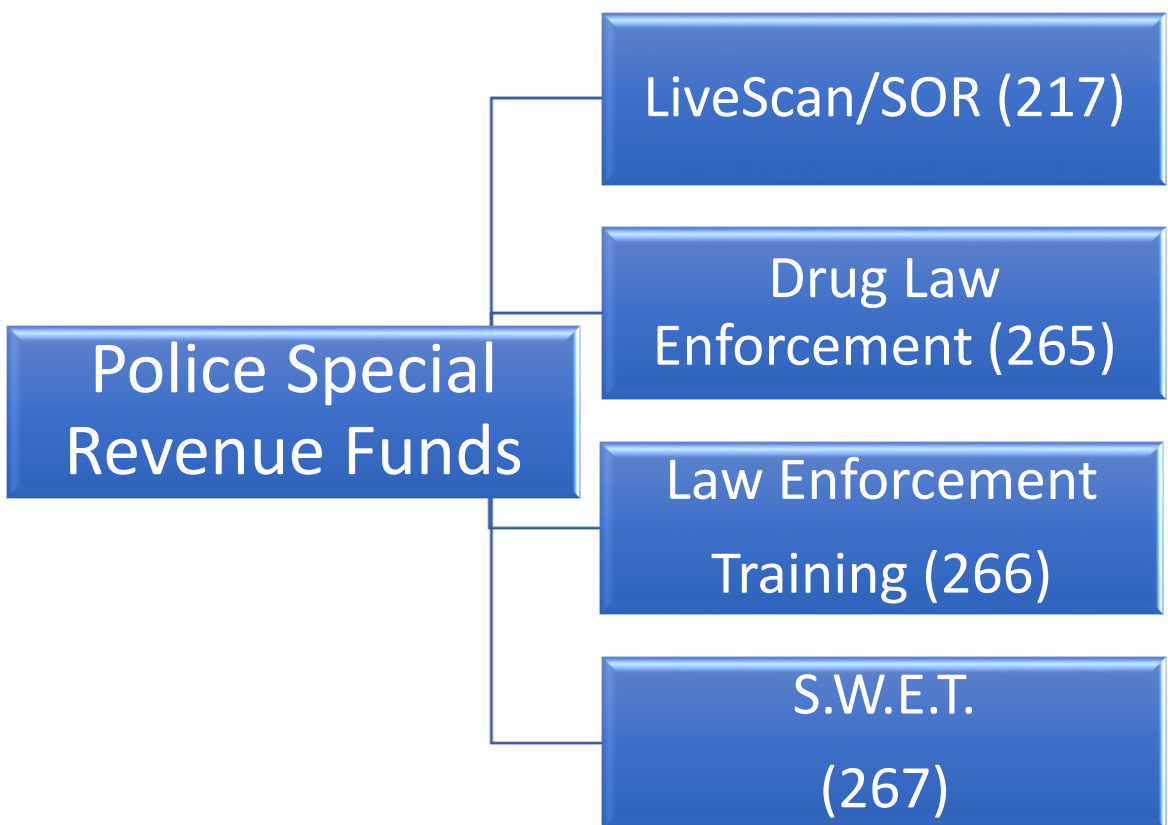 Police Special
Revenue Funds
LiveScan/SOR (217)
Drug Law
Enforcement (265)
Law Enforcement
Training (266)
S.W.E.T.
(267)